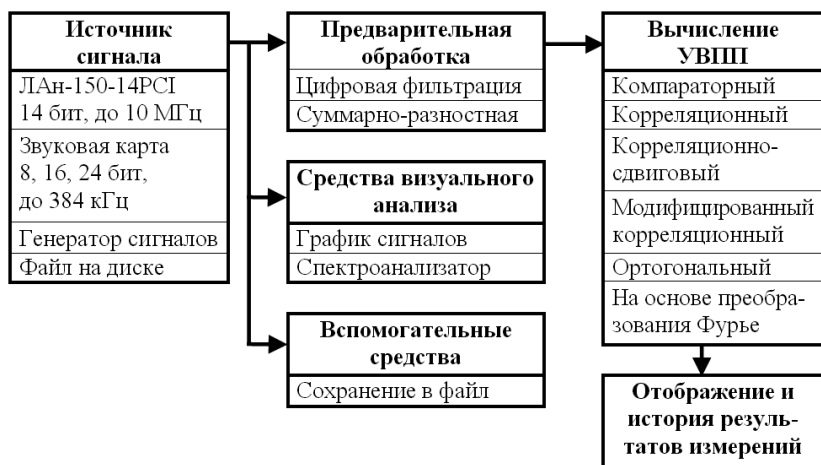 Источник
сигнала
ЛАн-150-14PCI
14 бит, до 10 МГц
Звуковая карта
8, 16, 24 бит,
до 384 кГц
Генератор сигналов
Файл на диске
Предварительная
обработка
Цифровая фильтрация
Суммарно-разностная
Средства визуального
анализа
График сигналов
Спектроанализатор
Вспомогательные
средства
Сохранение в файл
Вычисление
УВПП
Компараторный
Корреляционный
Корреляционно-
сдвиговый
Модифицированный
корреляционный
Ортогональный
На основе преобра-
зования Фурье
Отображение и
история резуль-
татов измерений